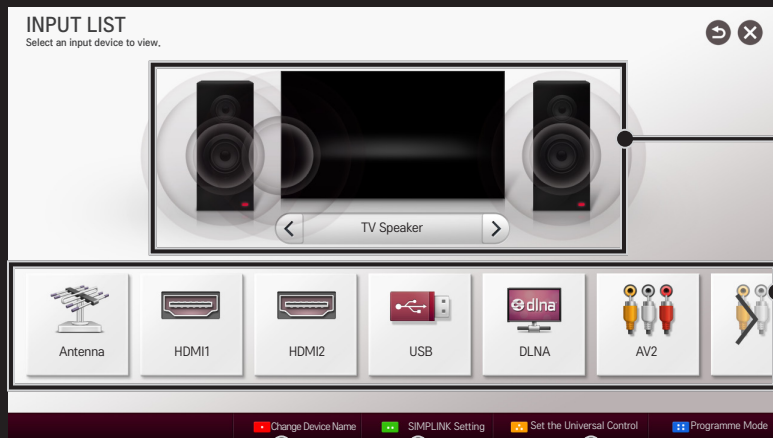 INPUT LIST
Select an input device to view.
TV Speaker
dlna
Antenna
HDMI1
HDMI2
USB
DLNA
AV2
Change Device Name
SIMPLINK Setting
Set the Universal Control
Programme Mode